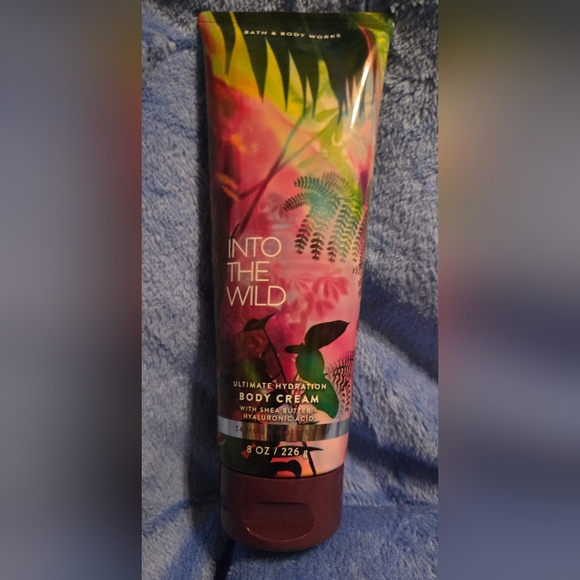 BATH & BODY WORKS
INTO
THE
WILD
ULTIMATE HYDRATION
BODY CREAM
WITH SHEA BUTTER +
HYALURONIC ACID
8 OZ / 226 g